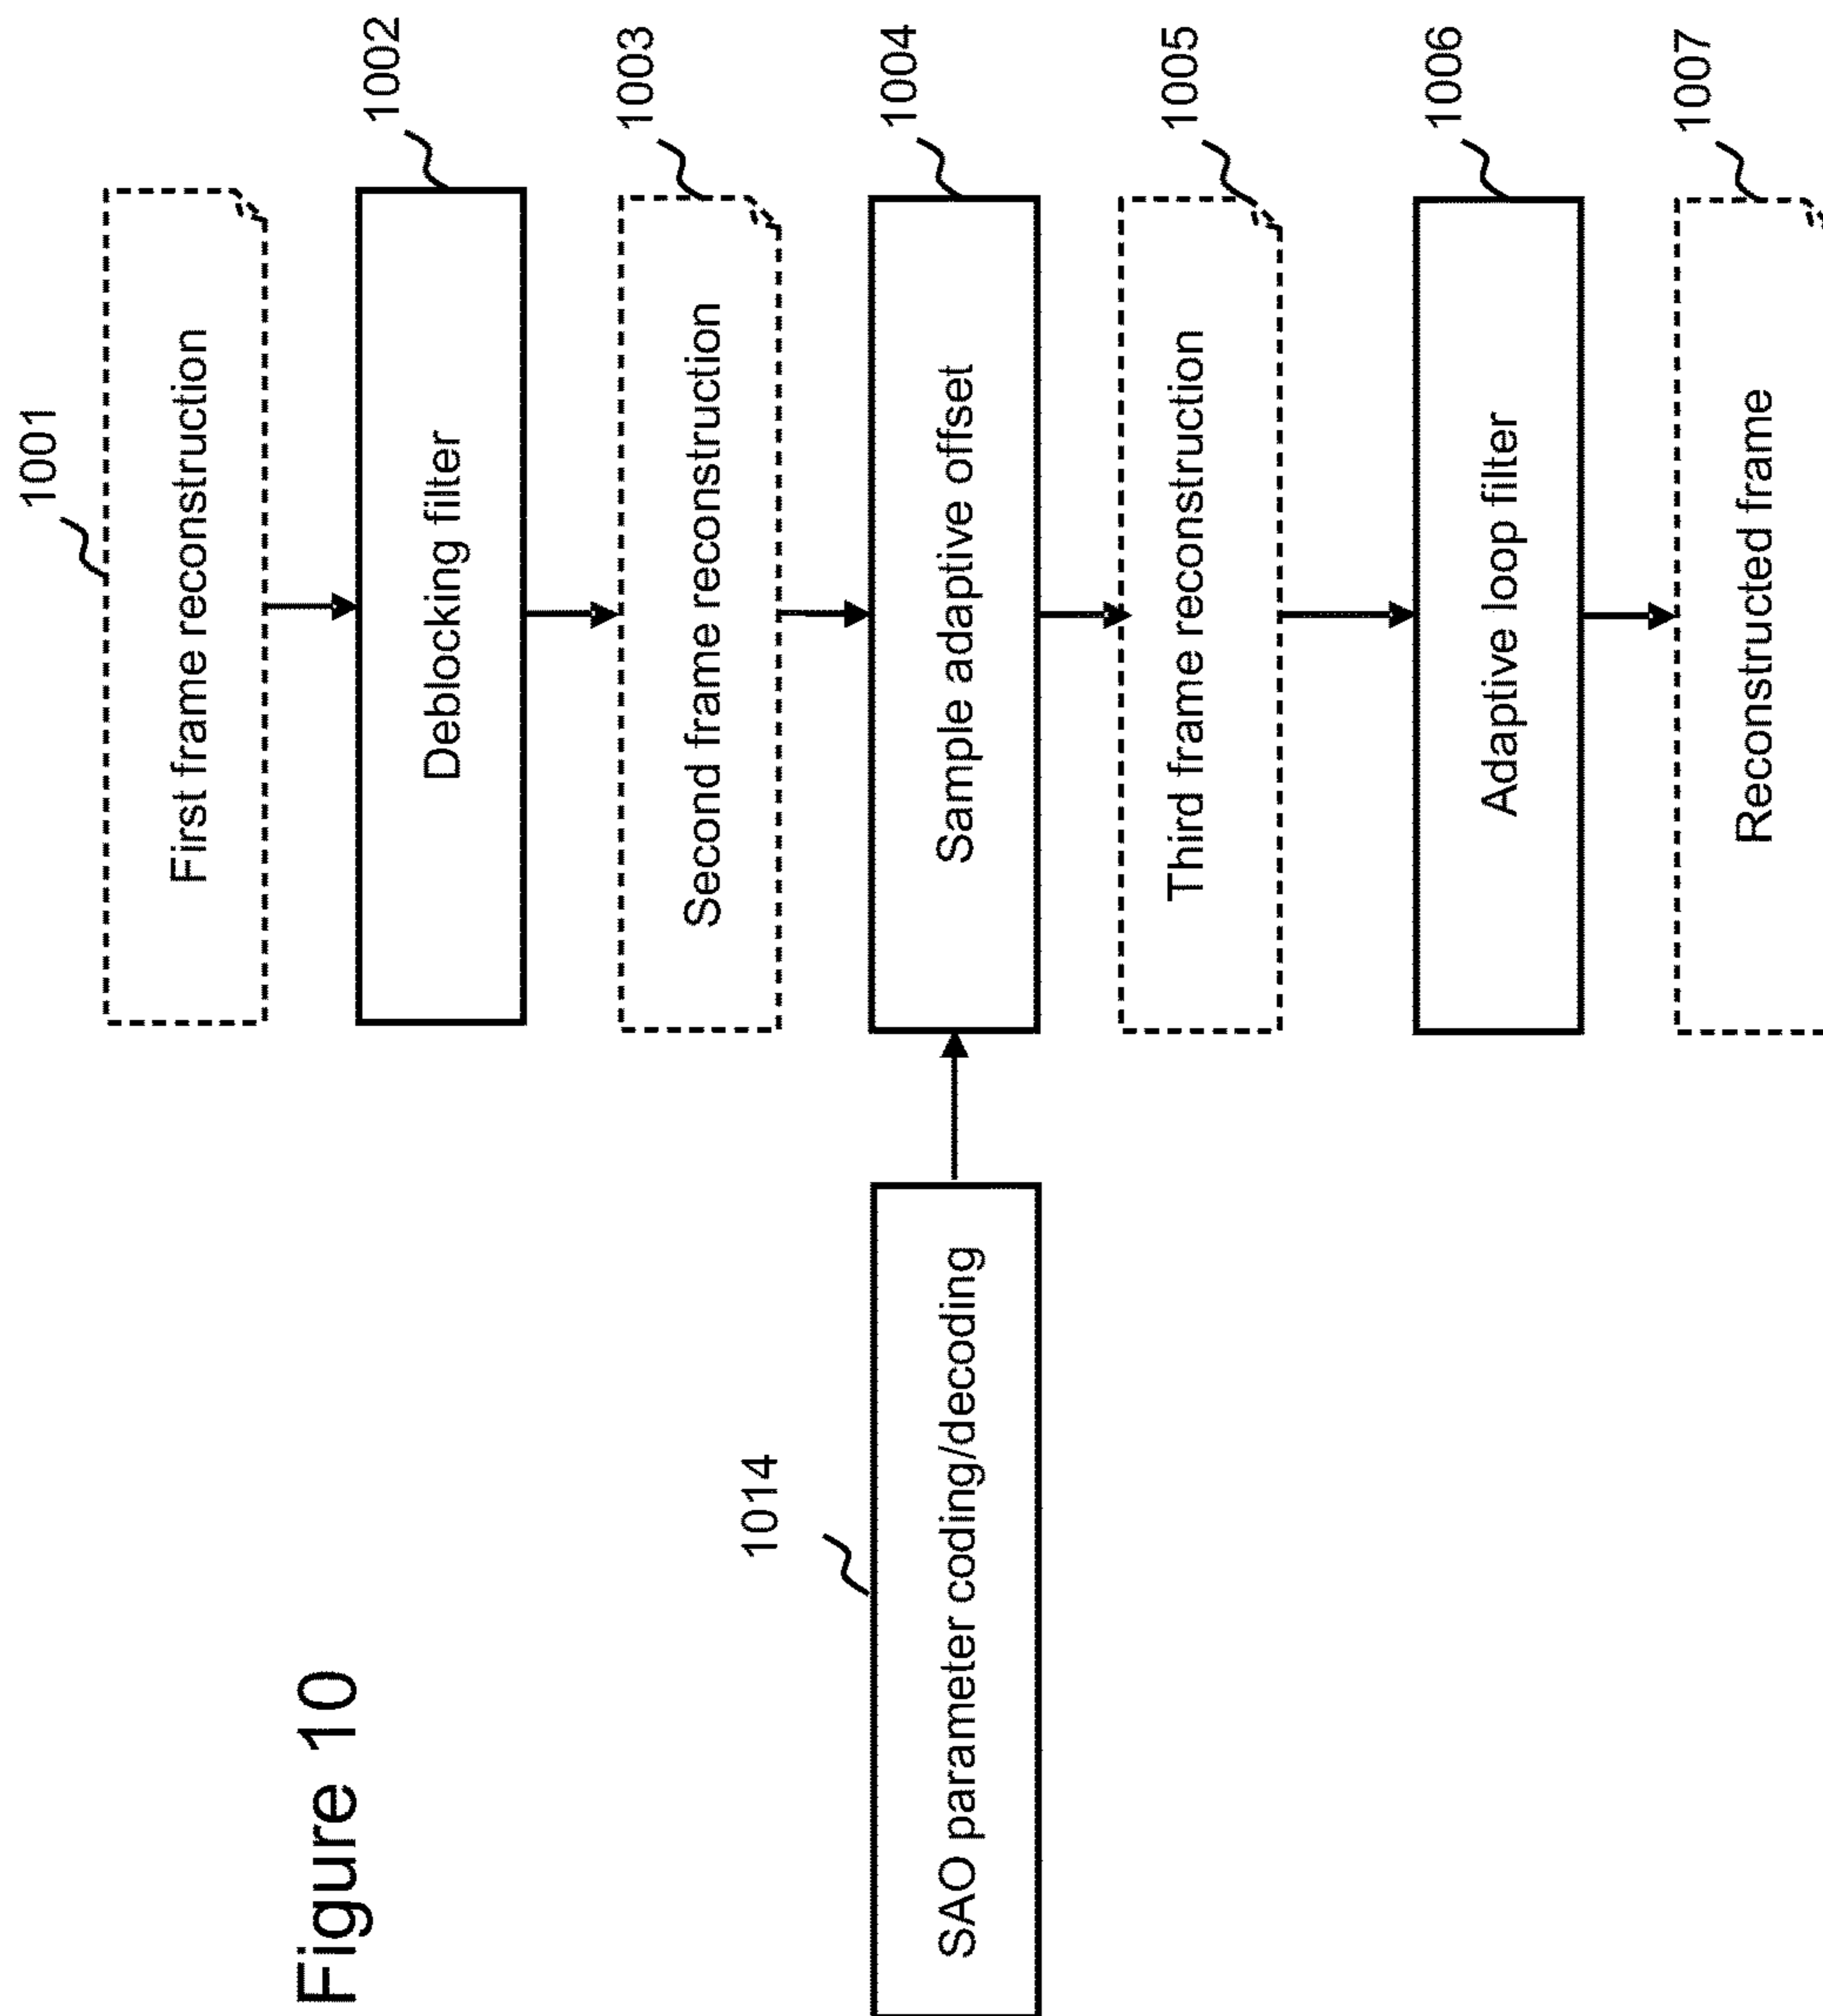 Figure 10
1001
First frame reconstruction
1002
Deblocking filter
1003
Second frame reconstruction
1014
SAO parameter coding/decoding
1004
Sample adaptive offset
1005
Third frame reconstruction
1006
Adaptive loop filter
1007
Reconstructed frame